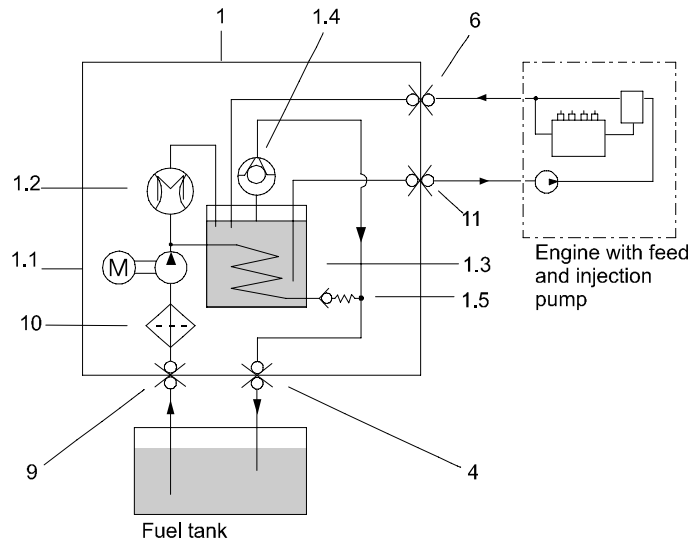 1
1.4
6
1.2
M
11
1.1
1.3
Engine with feed
and injection
pump
1.5
10
9
4
Fuel tank